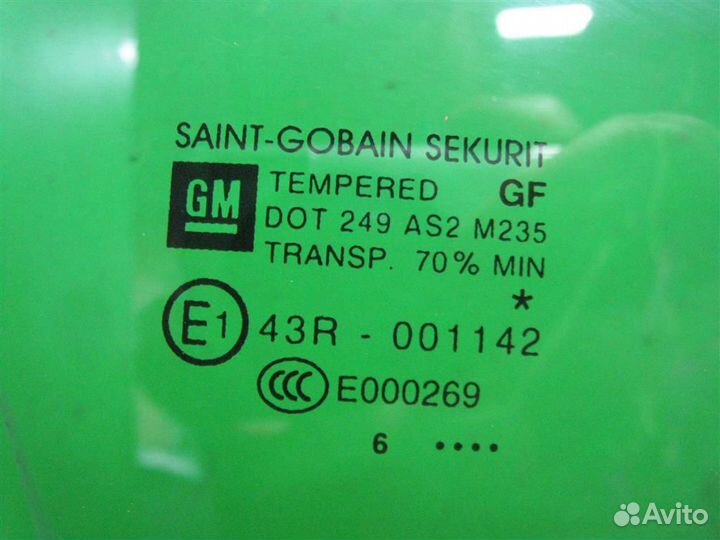 SAINT-GOBAIN SEKURIT
GM TEMPERED GF
DOT 249 AS2 M235
TRANSP. 70% MIN
*
E1 43R - 001142
CCC E000269
6 ••••
Avito